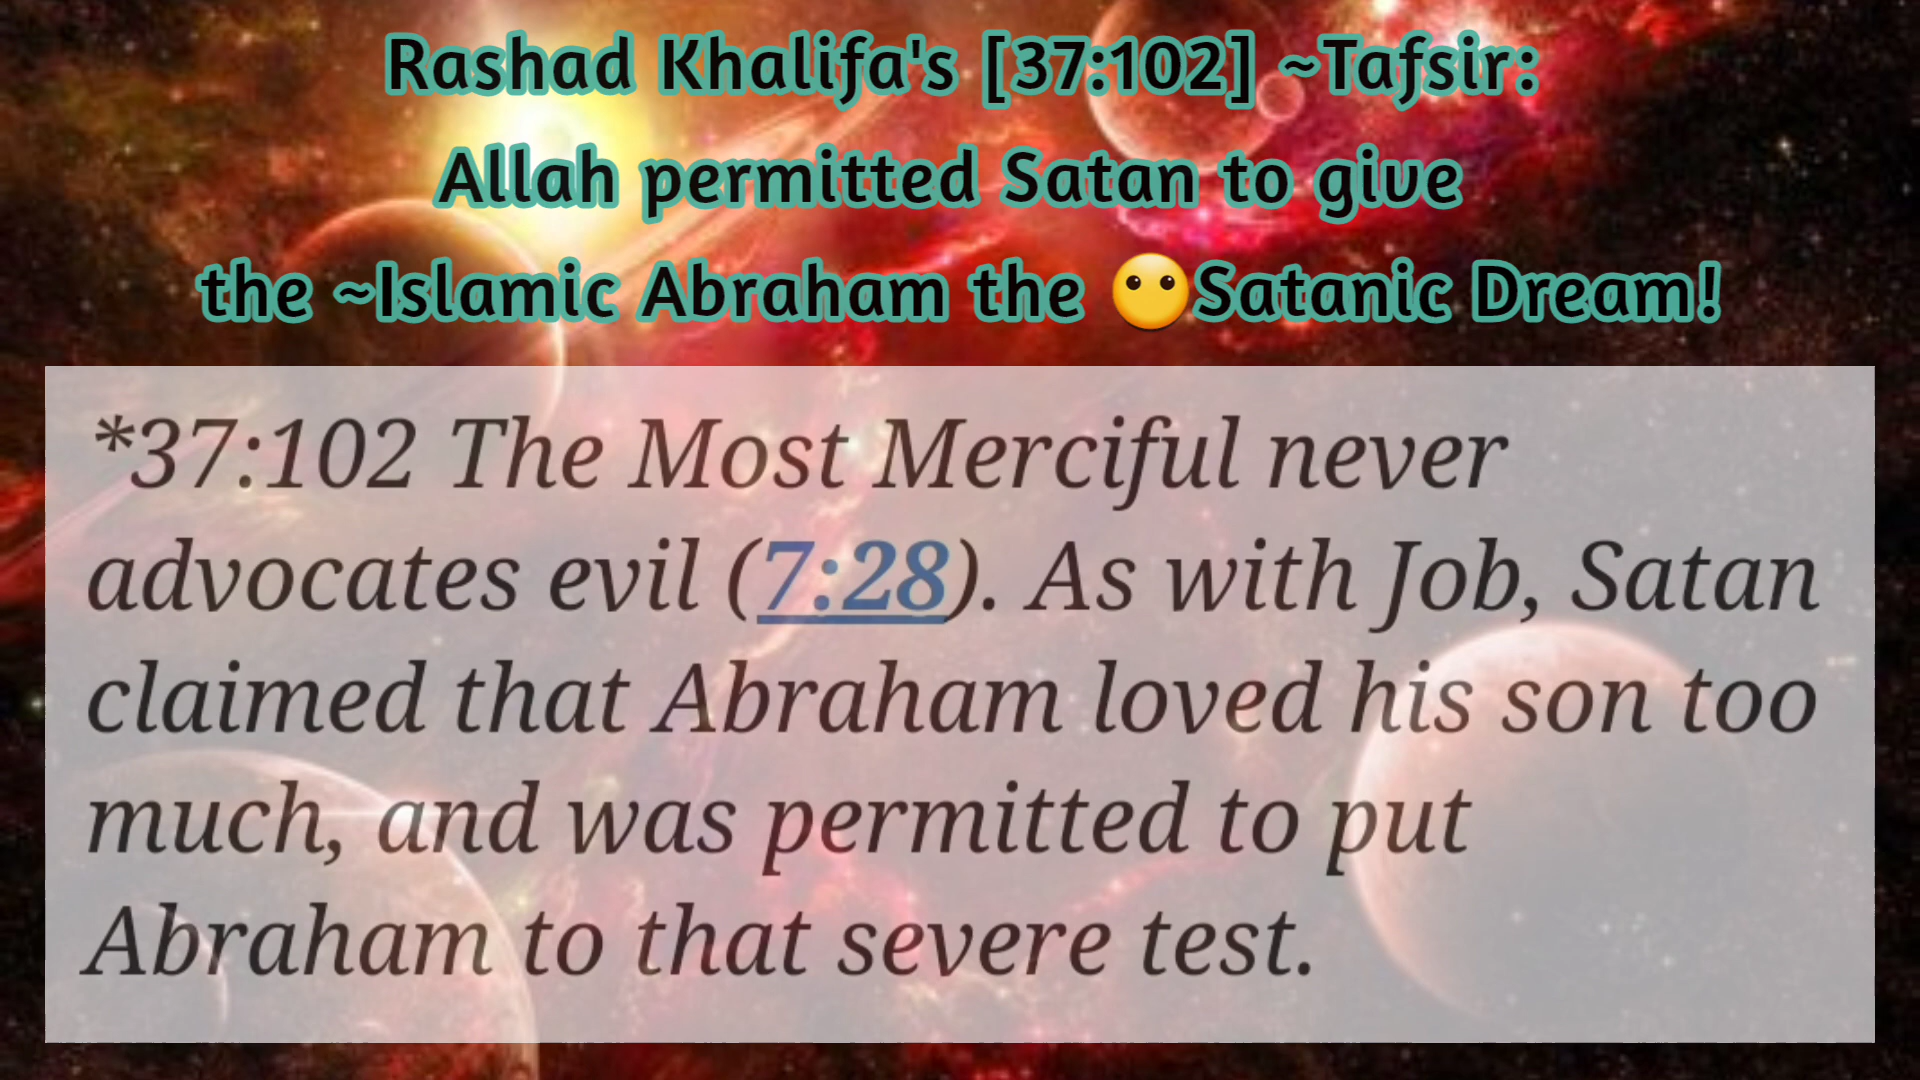 Rashad Khalifa's [37:102] ~Tafsir:
Allah permitted Satan to give
the ~Islamic Abraham the 😶Satanic Dream!
*37:102 The Most Merciful never
advocates evil (7:28). As with Job, Satan
claimed that Abraham loved his son too
much, and was permitted to put
Abraham to that severe test.